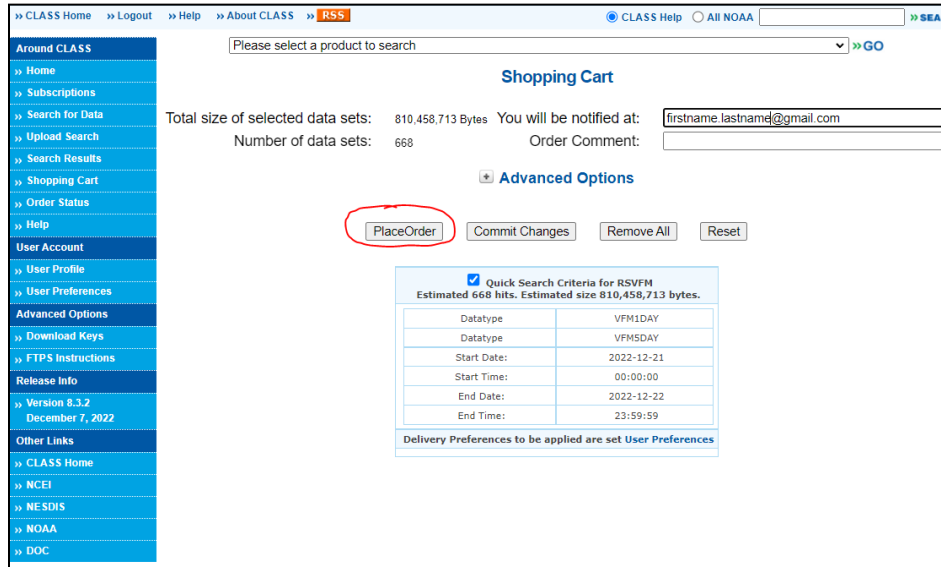 » CLASS Home » Logout » Help » About CLASS » RSS CLASS Help All NOAA »SEA
Around CLASS
» Home
» Subscriptions
» Search for Data
» Upload Search
» Search Results
» Shopping Cart
» Order Status
» Help
User Account
» User Profile
» User Preferences
Advanced Options
» Download Keys
» FTPS Instructions
Release Info
» Version 8.3.2
December 7, 2022
Other Links
» CLASS Home
» NCEI
» NESDIS
» NOAA
» DOC
Please select a product to search »GO
Shopping Cart
Total size of selected data sets: 810,458,713 Bytes You will be notified at: firstname.lastname@gmail.com
Number of data sets: 668 Order Comment:
+ Advanced Options
PlaceOrder Commit Changes Remove All Reset
Quick Search Criteria for RSVFM
Estimated 668 hits. Estimated size 810,458,713 bytes.
Datatype VFM1DAY
Datatype VFM5DAY
Start Date: 2022-12-21
Start Time: 00:00:00
End Date: 2022-12-22
End Time: 23:59:59
Delivery Preferences to be applied are set User Preferences